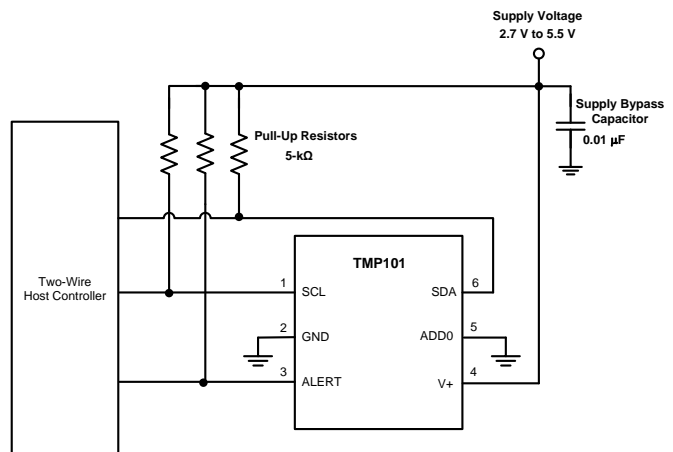 Supply Voltage
2.7 V to 5.5 V
Supply Bypass
Capacitor
0.01 µF
Pull-Up Resistors
5-kΩ
Two-Wire
Host Controller
TMP101
1
SCL
SDA
6
2
GND
ADD0
5
3
ALERT
V+
4